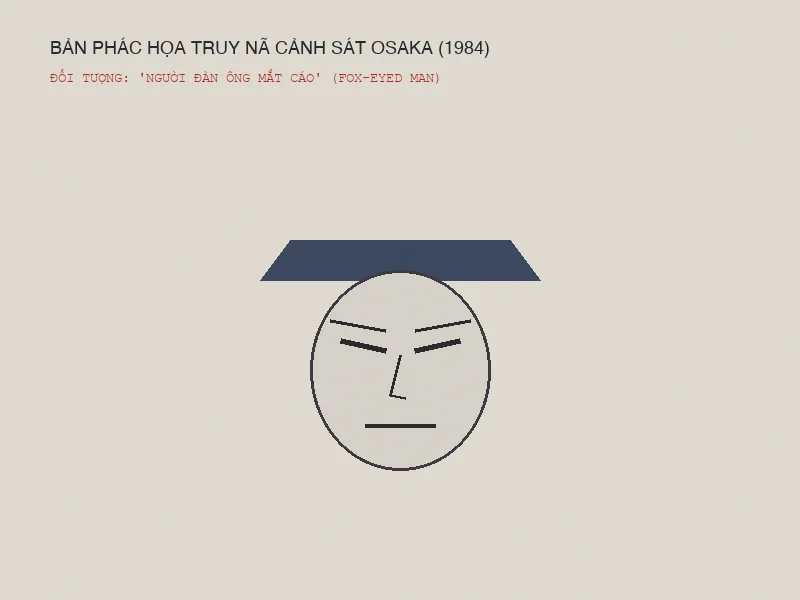 BẢN PHÁC HỌA TRUY NÃ CẢNH SÁT OSAKA (1984)
ĐỐI TƯỢNG: 'NGƯỜI ĐÀN ÔNG MẮT CÁO' (FOX-EYED MAN)